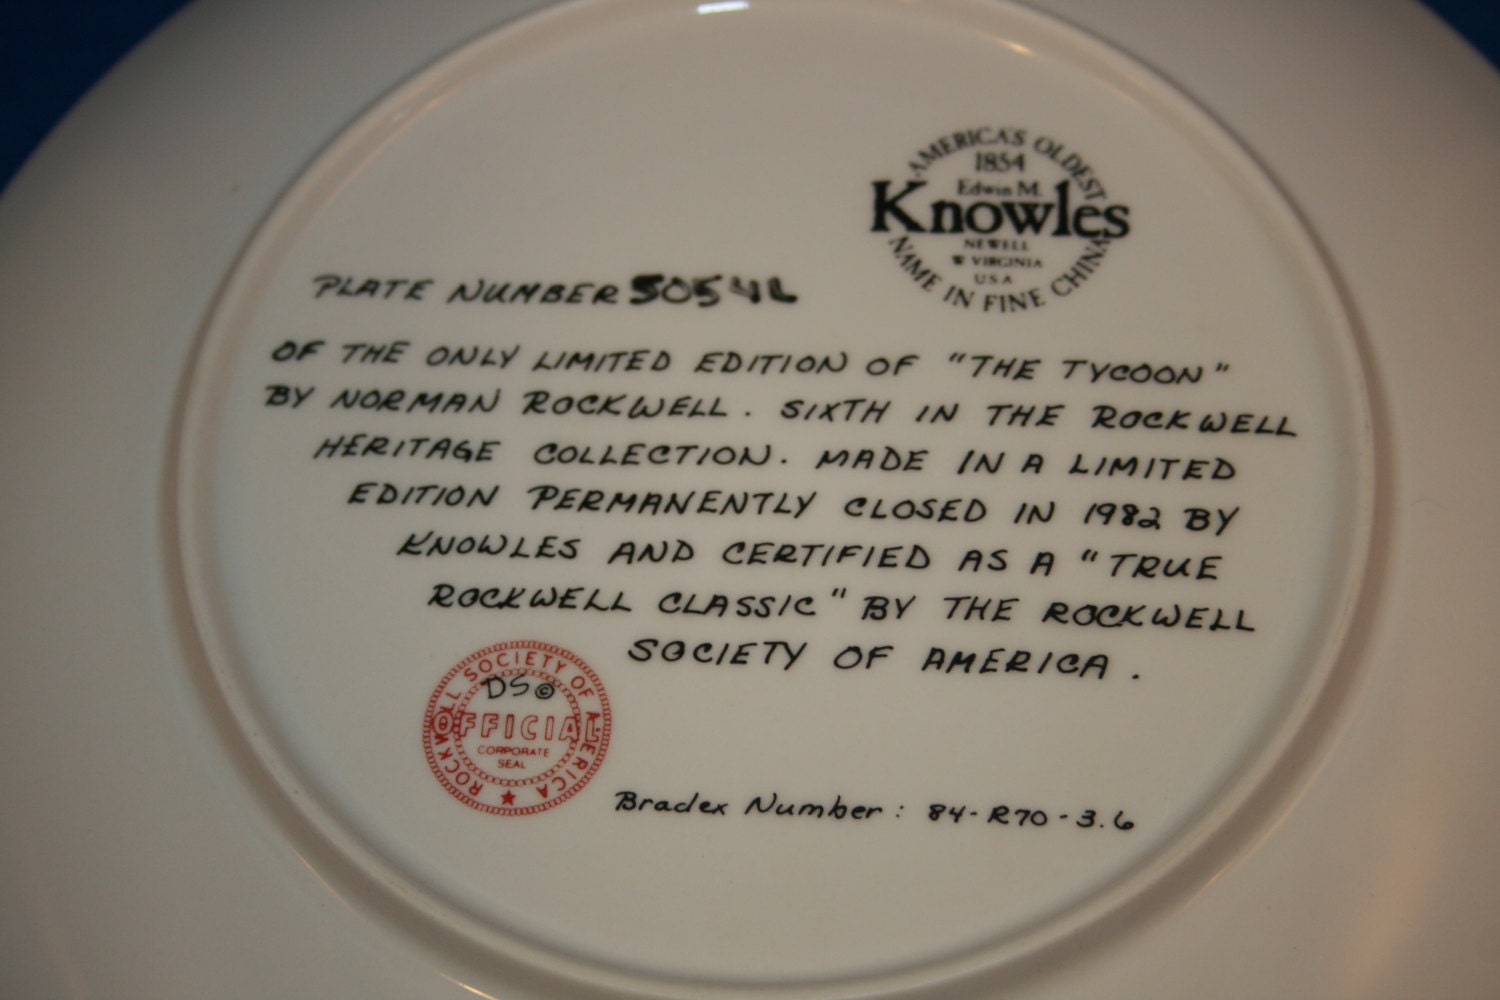 AMERICA'S OLDEST
1854
Edwin M.
Knowles
NEWELL
W VIRGINIA
U.S.A
NAME IN FINE CHINA
PLATE NUMBER 5054L
OF THE ONLY LIMITED EDITION OF "THE TYCOON"
BY NORMAN ROCKWELL. SIXTH IN THE ROCKWELL
HERITAGE COLLECTION. MADE IN A LIMITED
EDITION PERMANENTLY CLOSED IN 1982 BY
KNOWLES AND CERTIFIED AS A "TRUE
ROCKWELL CLASSIC" BY THE ROCKWELL
SOCIETY OF AMERICA.
ROCKWELL SOCIETY OF AMERICA
DS©
OFFICIAL
CORPORATE
SEAL
Bradex Number: 84-R70-3.6